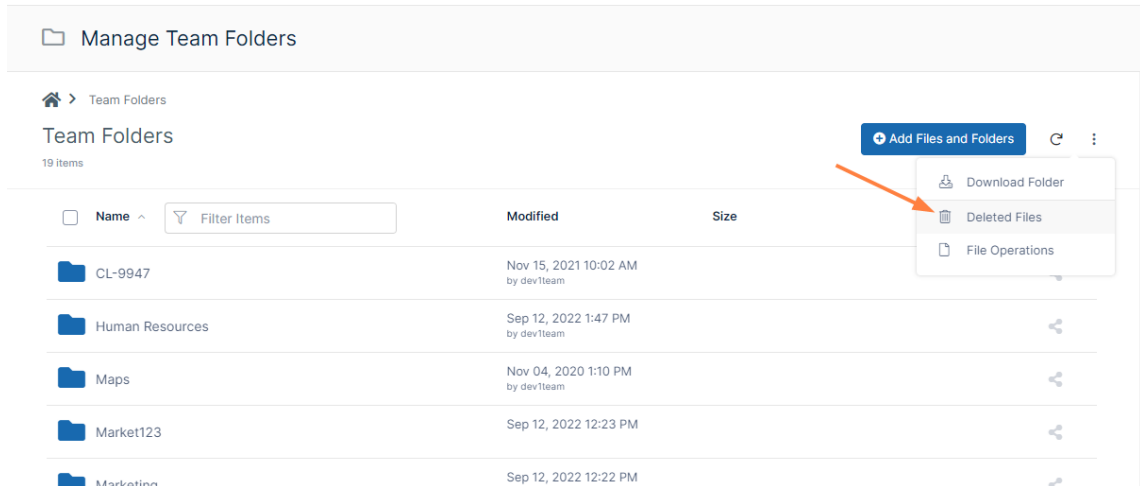 Manage Team Folders
Team Folders
Team Folders
19 items
Add Files and Folders
Download Folder
Deleted Files
File Operations
Name
Filter Items
Modified
Size
CL-9947
Nov 15, 2021 10:02 AM
by dev1team
Human Resources
Sep 12, 2022 1:47 PM
by dev1team
Maps
Nov 04, 2020 1:10 PM
by dev1team
Market123
Sep 12, 2022 12:23 PM
Marketing
Sep 12, 2022 12:22 PM